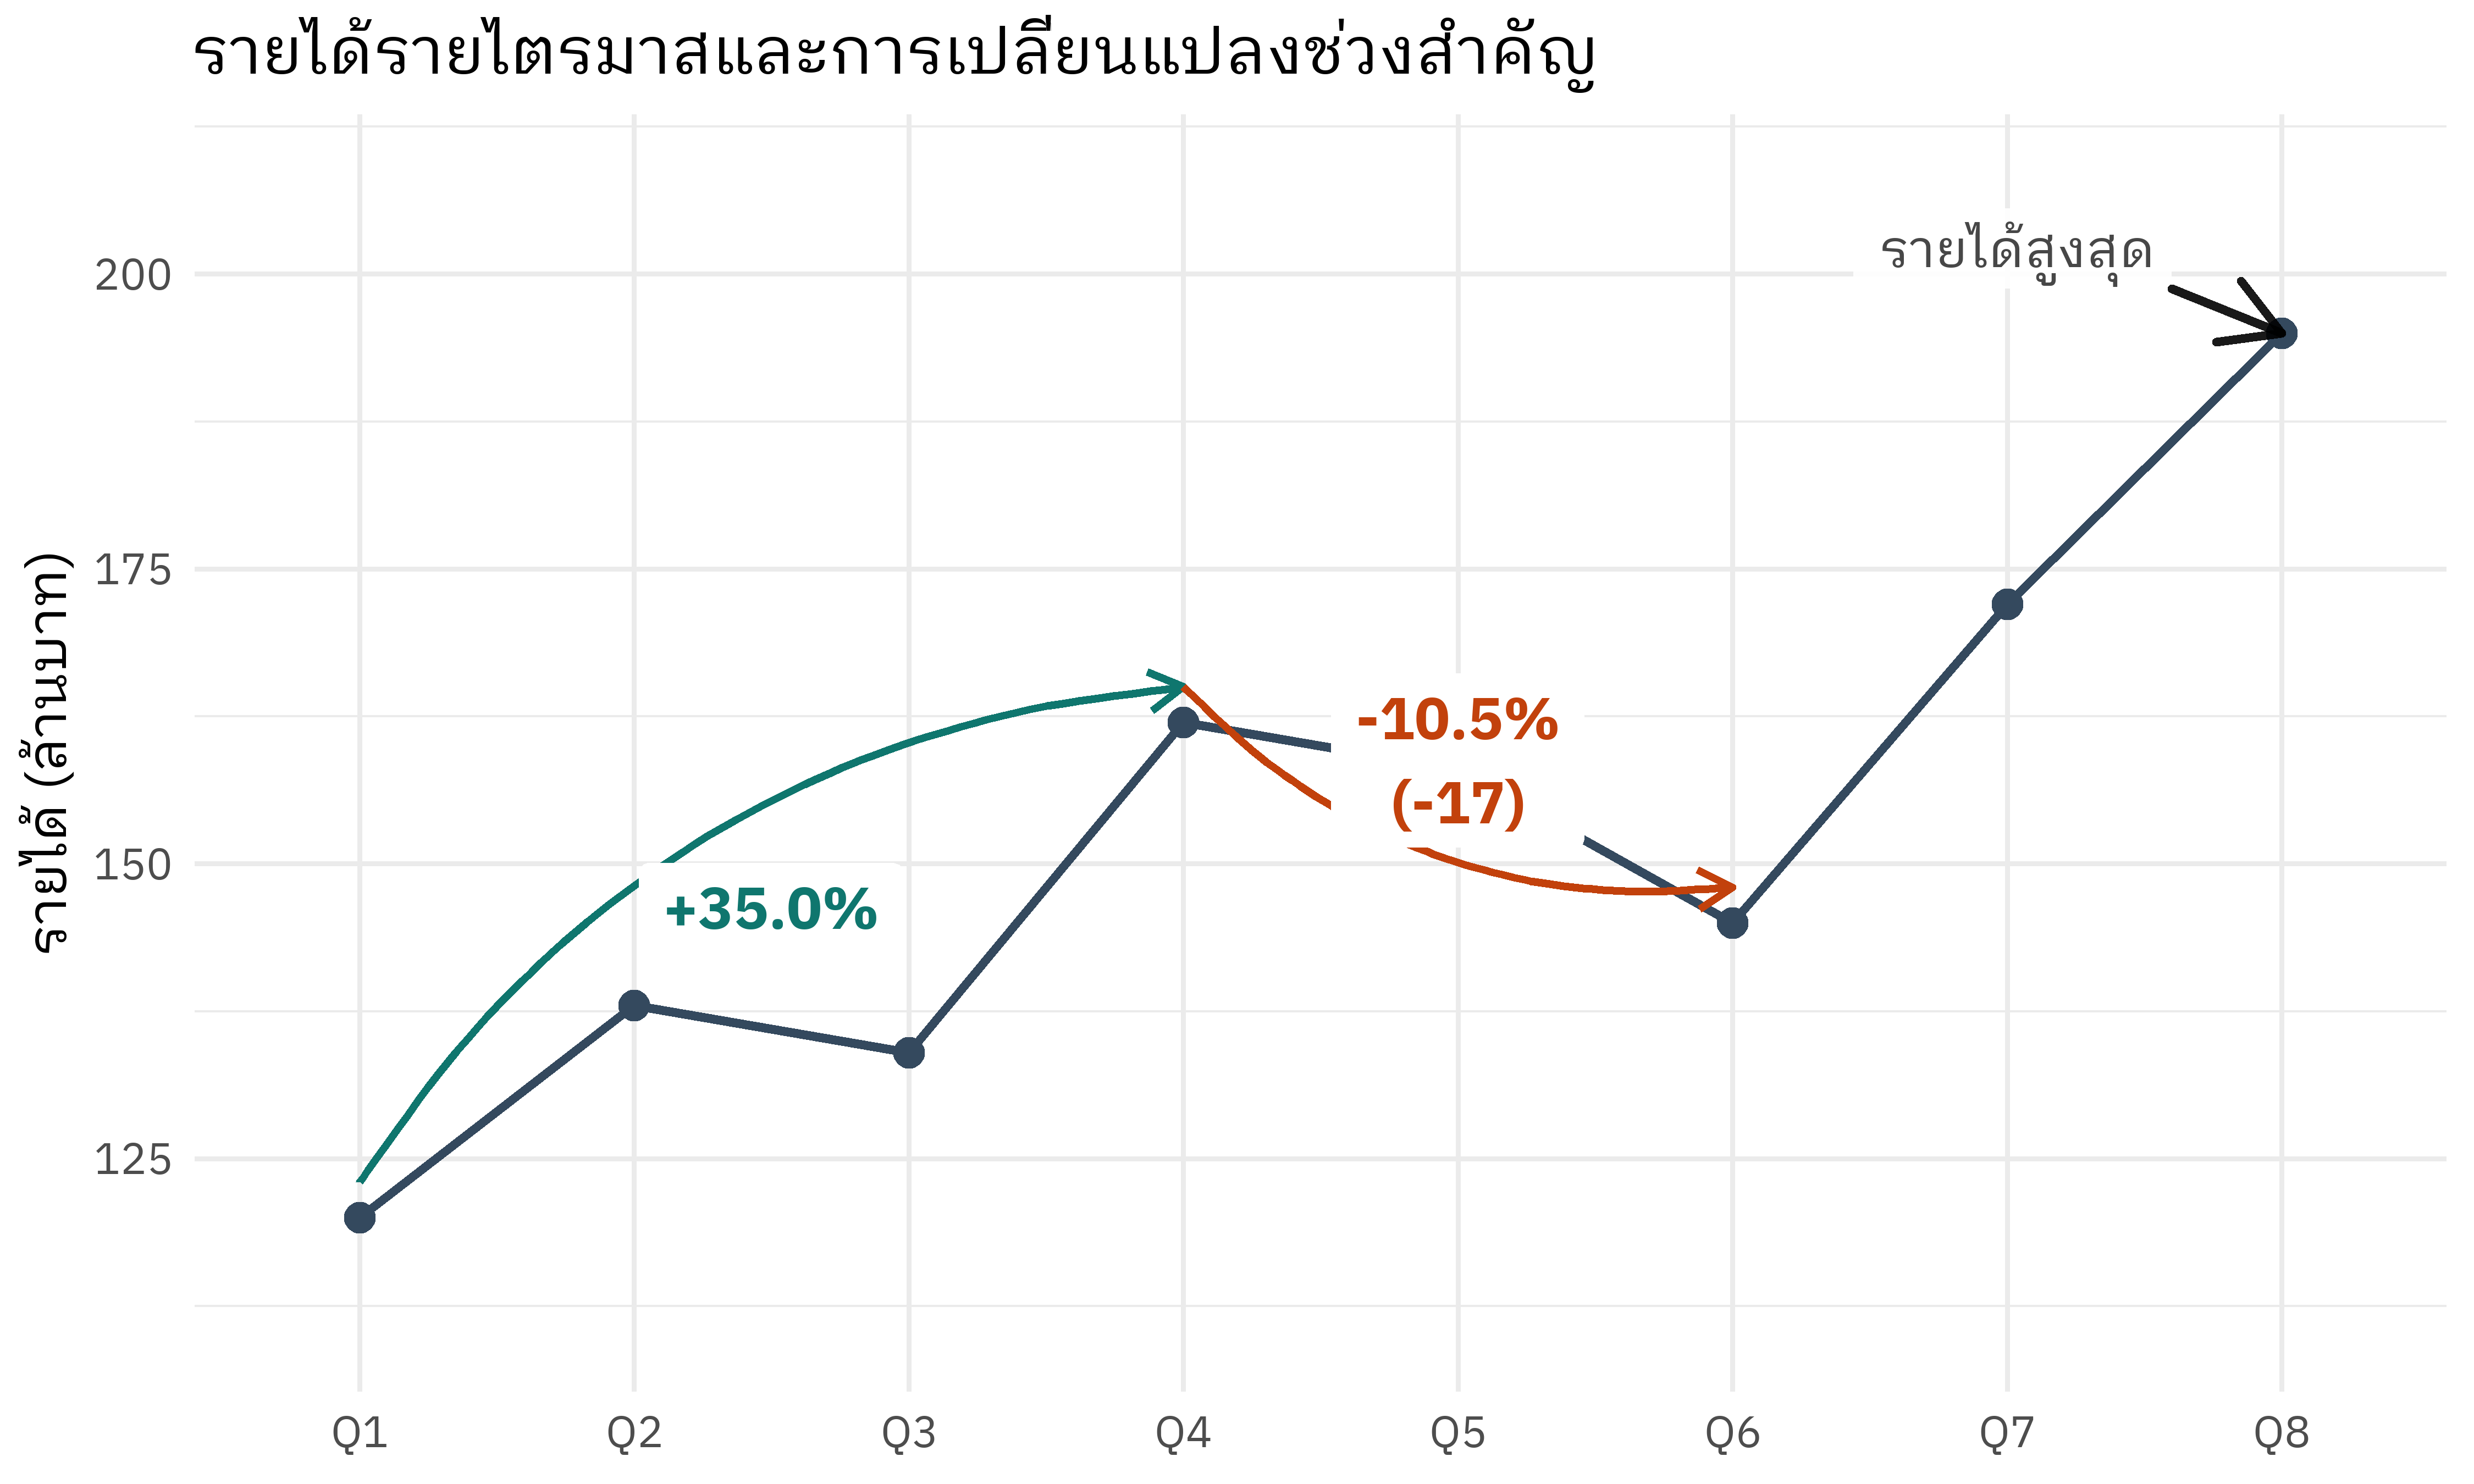 รายได้รายไตรมาสและการเปลี่ยนแปลงช่วงสำคัญ
รายได้ (ล้านบาท)
200
175
150
125
รายได้สูงสุด
-10.5%
(-17)
+35.0%
Q1
Q2
Q3
Q4
Q5
Q6
Q7
Q8